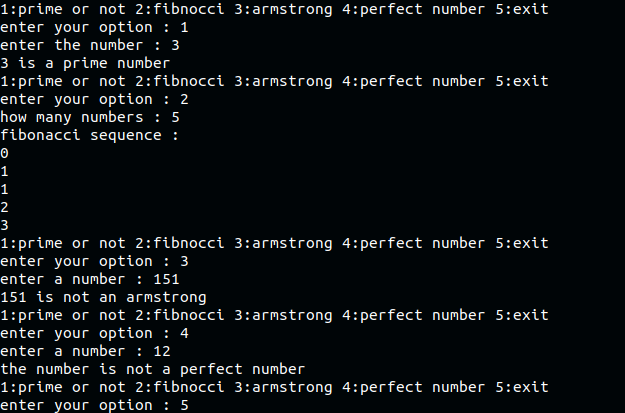 1:prime or not 2:fibnocci 3:armstrong 4:perfect number 5:exit
enter your option : 1
enter the number : 3
3 is a prime number
1:prime or not 2:fibnocci 3:armstrong 4:perfect number 5:exit
enter your option : 2
how many numbers : 5
fibonacci sequence :
0
1
1
2
3
1:prime or not 2:fibnocci 3:armstrong 4:perfect number 5:exit
enter your option : 3
enter a number : 151
151 is not an armstrong
1:prime or not 2:fibnocci 3:armstrong 4:perfect number 5:exit
enter your option : 4
enter a number : 12
the number is not a perfect number
1:prime or not 2:fibnocci 3:armstrong 4:perfect number 5:exit
enter your option : 5